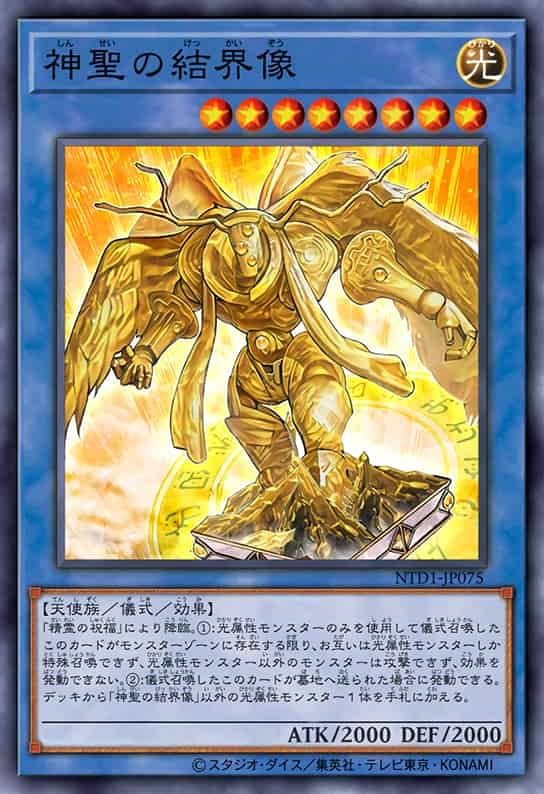 神聖の結界像
光
NTD1-JP075
【天使族／儀式／効果】
「精霊の祝福」により降臨。①：光属性モンスターのみを使用して儀式召喚した
このカードがモンスターゾーンに存在する限り、お互いは光属性モンスターしか
特殊召喚できず、光属性モンスター以外のモンスターは攻撃できず、効果を
発動できない。②：儀式召喚したこのカードが墓地へ送られた場合に発動できる。
デッキから「神聖の結界像」以外の光属性モンスター１体を手札に加える。
ATK/2000 DEF/2000
©スタジオ・ダイス／集英社・テレビ東京・KONAMI